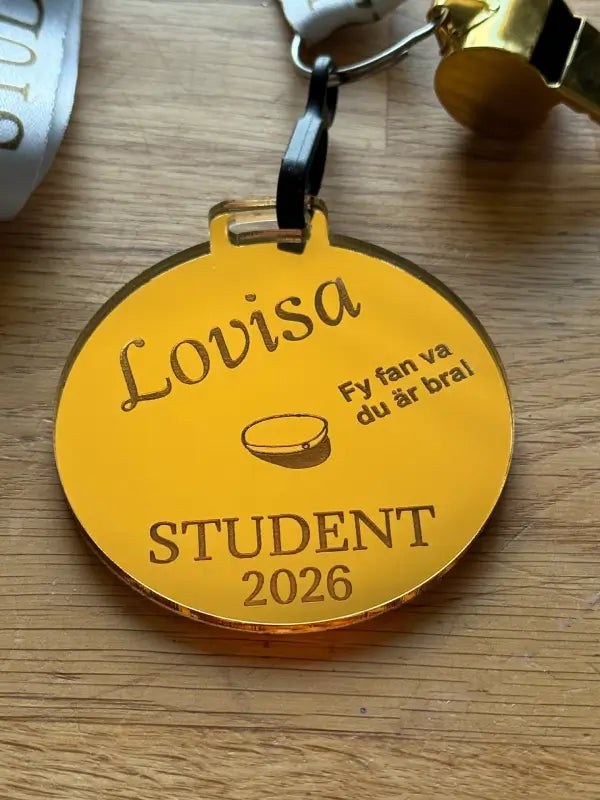 Lovisa
Fy fan va
du är bra!
STUDENT
2026